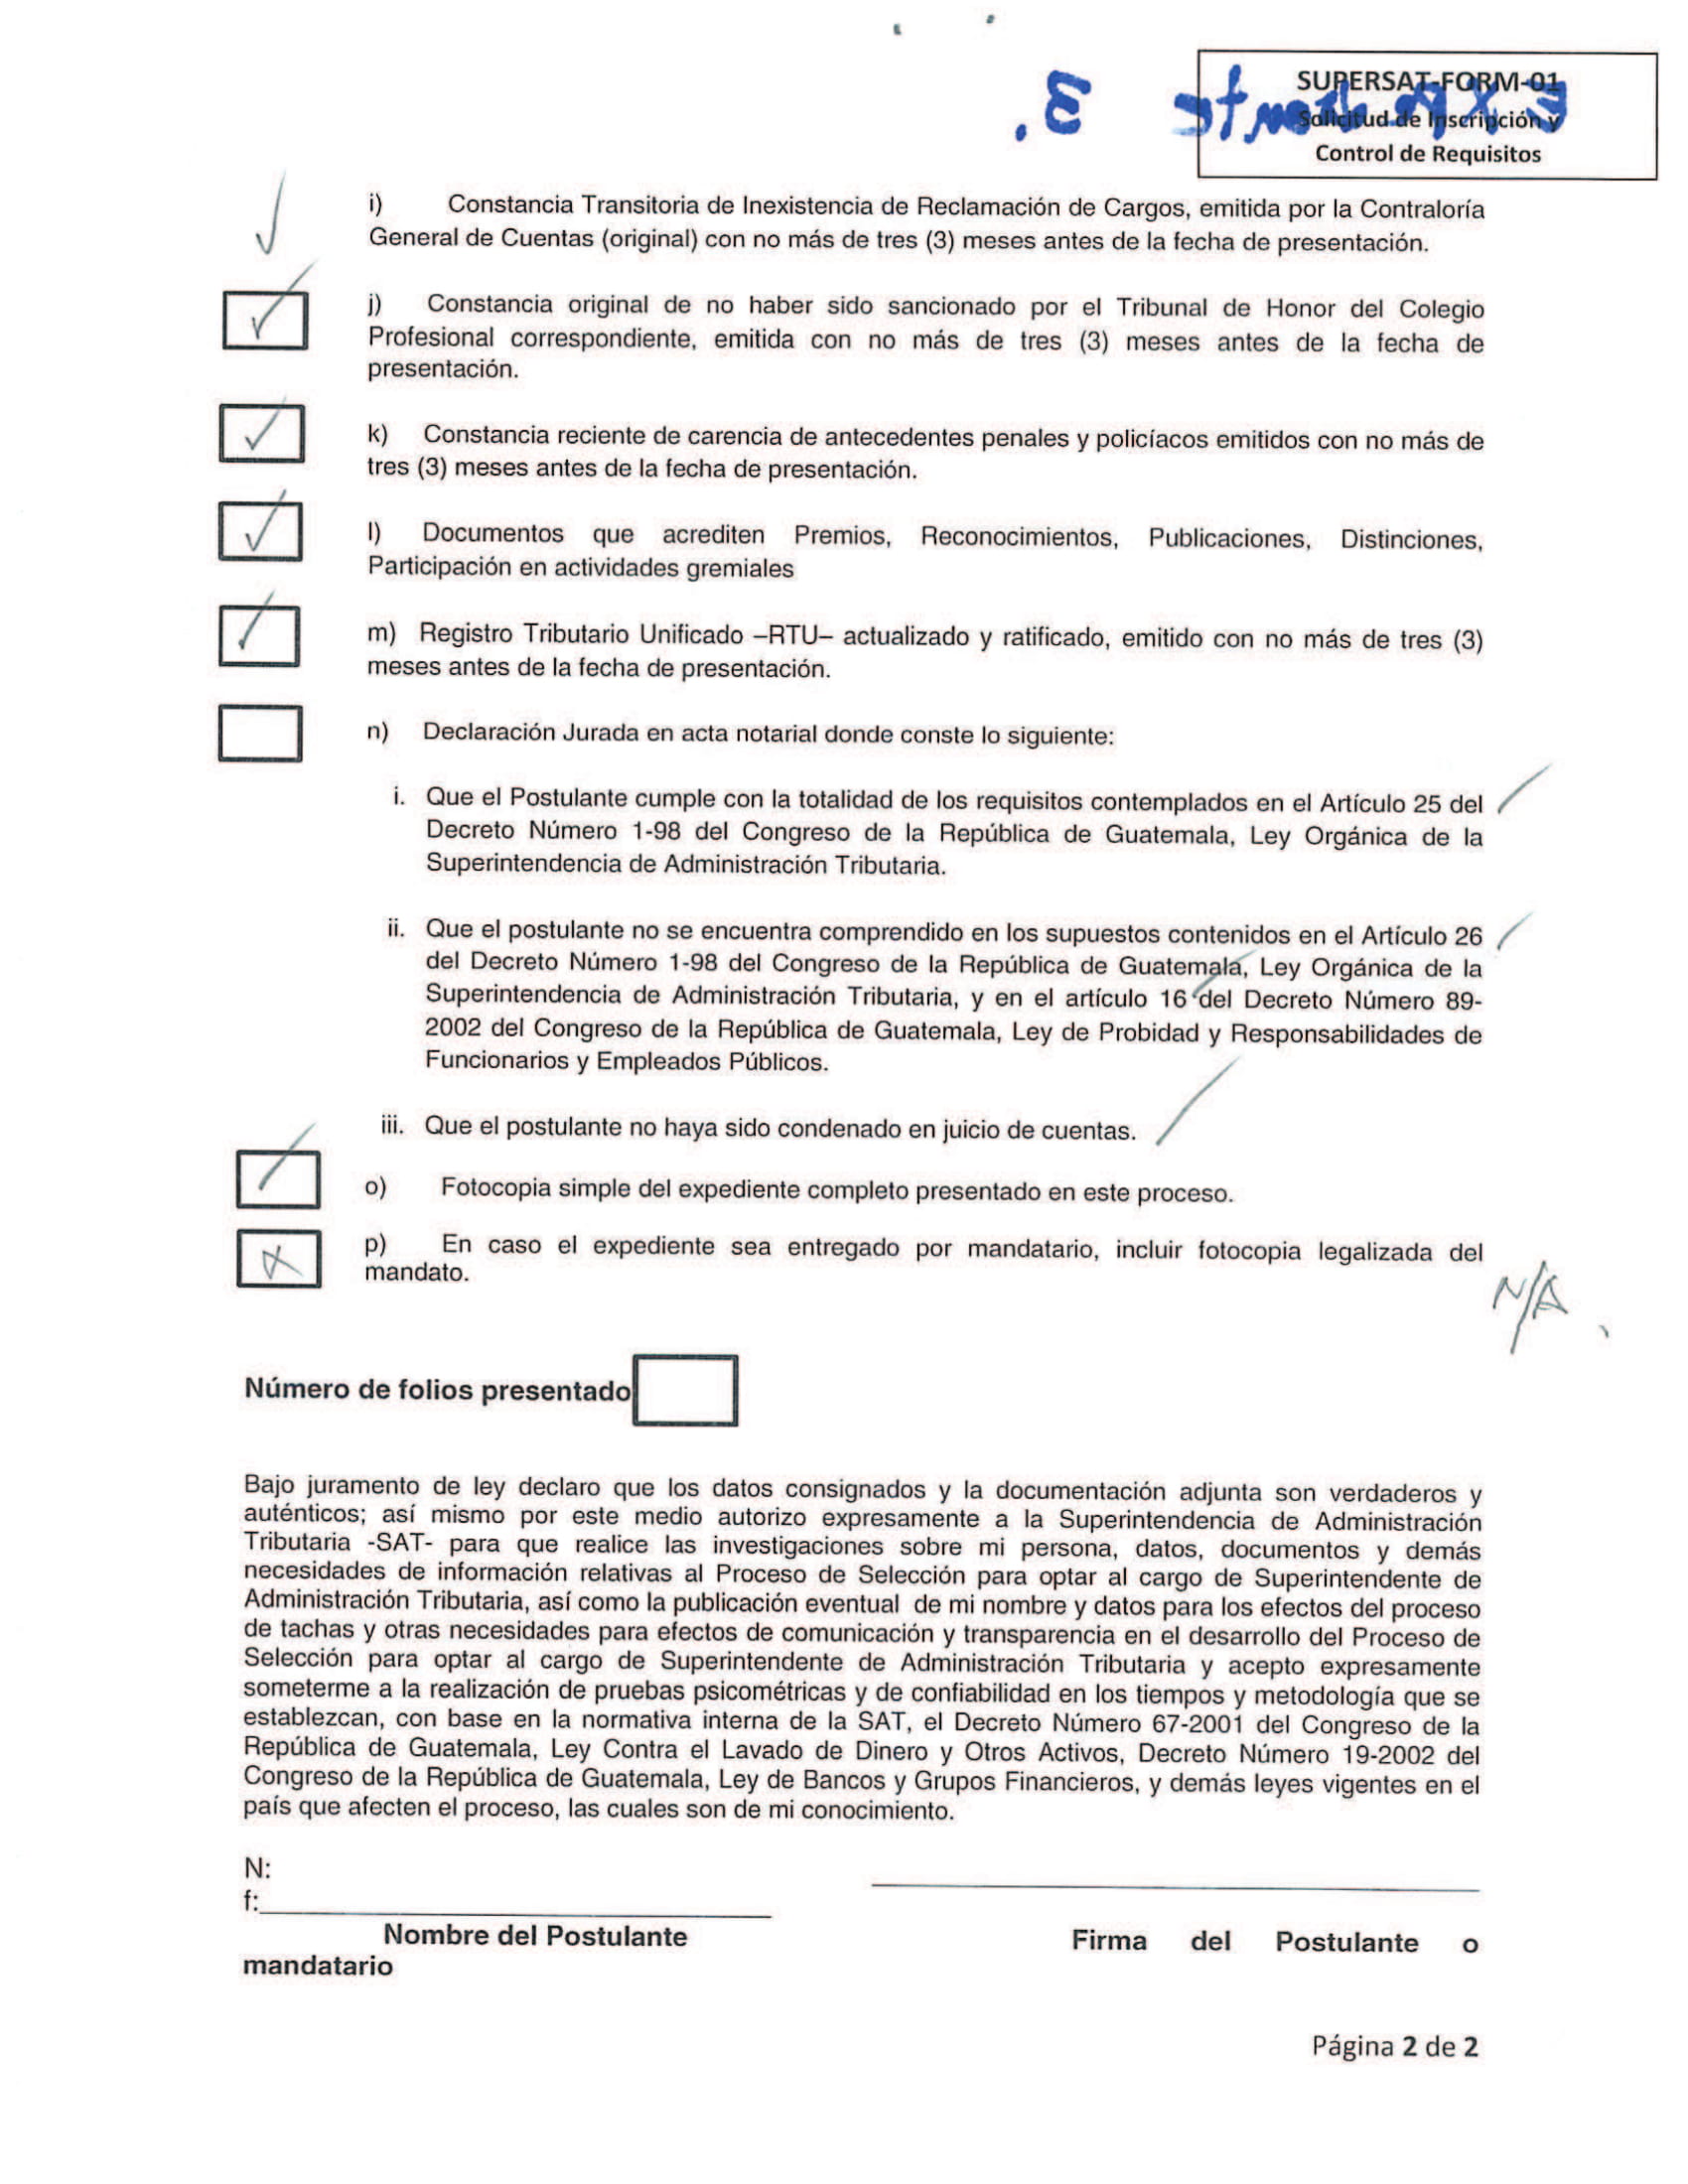 SUPERSAT-FORM-01
Solicitud de Inscripción y
Control de Requisitos
3.
i) Constancia Transitoria de Inexistencia de Reclamación de Cargos, emitida por la Contraloría
General de Cuentas (original) con no más de tres (3) meses antes de la fecha de presentación.
j) Constancia original de no haber sido sancionado por el Tribunal de Honor del Colegio
Profesional correspondiente, emitida con no más de tres (3) meses antes de la fecha de
presentación.
k) Constancia reciente de carencia de antecedentes penales y policíacos emitidos con no más de
tres (3) meses antes de la fecha de presentación.
l) Documentos que acrediten Premios, Reconocimientos, Publicaciones, Distinciones,
Participación en actividades gremiales
m) Registro Tributario Unificado –RTU– actualizado y ratificado, emitido con no más de tres (3)
meses antes de la fecha de presentación.
n) Declaración Jurada en acta notarial donde conste lo siguiente:
i. Que el Postulante cumple con la totalidad de los requisitos contemplados en el Artículo 25 del
Decreto Número 1-98 del Congreso de la República de Guatemala, Ley Orgánica de la
Superintendencia de Administración Tributaria.
ii. Que el postulante no se encuentra comprendido en los supuestos contenidos en el Artículo 26
del Decreto Número 1-98 del Congreso de la República de Guatemala, Ley Orgánica de la
Superintendencia de Administración Tributaria, y en el artículo 16 del Decreto Número 89-
2002 del Congreso de la República de Guatemala, Ley de Probidad y Responsabilidades de
Funcionarios y Empleados Públicos.
iii. Que el postulante no haya sido condenado en juicio de cuentas.
o) Fotocopia simple del expediente completo presentado en este proceso.
p) En caso el expediente sea entregado por mandatario, incluir fotocopia legalizada del
mandato.
N/A.
Número de folios presentado
Bajo juramento de ley declaro que los datos consignados y la documentación adjunta son verdaderos y
auténticos; así mismo por este medio autorizo expresamente a la Superintendencia de Administración
Tributaria -SAT- para que realice las investigaciones sobre mi persona, datos, documentos y demás
necesidades de información relativas al Proceso de Selección para optar al cargo de Superintendente de
Administración Tributaria, así como la publicación eventual de mi nombre y datos para los efectos del proceso
de tachas y otras necesidades para efectos de comunicación y transparencia en el desarrollo del Proceso de
Selección para optar al cargo de Superintendente de Administración Tributaria y acepto expresamente
someterme a la realización de pruebas psicométricas y de confiabilidad en los tiempos y metodología que se
establezcan, con base en la normativa interna de la SAT, el Decreto Número 67-2001 del Congreso de la
República de Guatemala, Ley Contra el Lavado de Dinero y Otros Activos, Decreto Número 19-2002 del
Congreso de la República de Guatemala, Ley de Bancos y Grupos Financieros, y demás leyes vigentes en el
país que afecten el proceso, las cuales son de mi conocimiento.
N:
f:
Nombre del Postulante
Firma del Postulante o
mandatario
Página 2 de 2